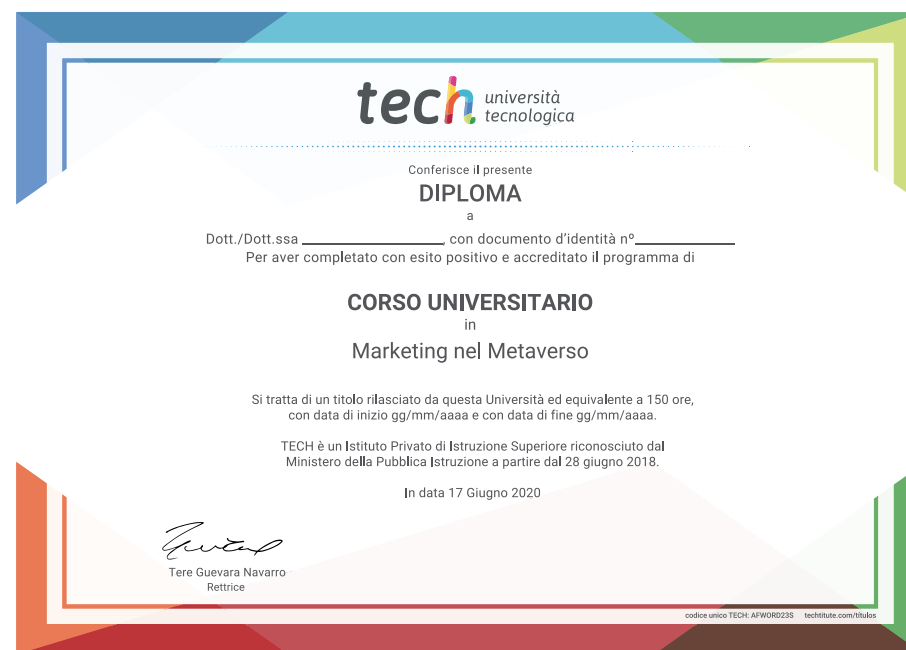 tech università
tecnologica
Conferisce il presente
DIPLOMA
a
Dott./Dott.ssa ____________________, con documento d'identità nº______________
Per aver completato con esito positivo e accreditato il programma di
CORSO UNIVERSITARIO
in
Marketing nel Metaverso
Si tratta di un titolo rilasciato da questa Università ed equivalente a 150 ore,
con data di inizio gg/mm/aaaa e con data di fine gg/mm/aaaa.
TECH è un Istituto Privato di Istruzione Superiore riconosciuto dal
Ministero della Pubblica Istruzione a partire dal 28 giugno 2018.
In data 17 Giugno 2020
Tere Guevara Navarro
Rettrice
codice unico TECH: AFWORD23S techtitute.com/títulos